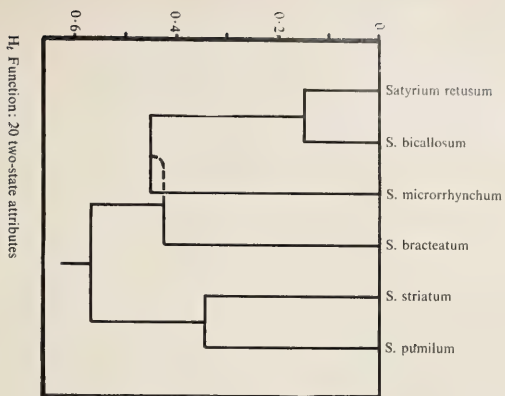 0·6
0·4
0·2
0
Satyrium retusum
S. bicallosum
S. microrrhynchum
S. bracteatum
S. striatum
S. pumilum
Hₗ Function: 20 two-state attributes